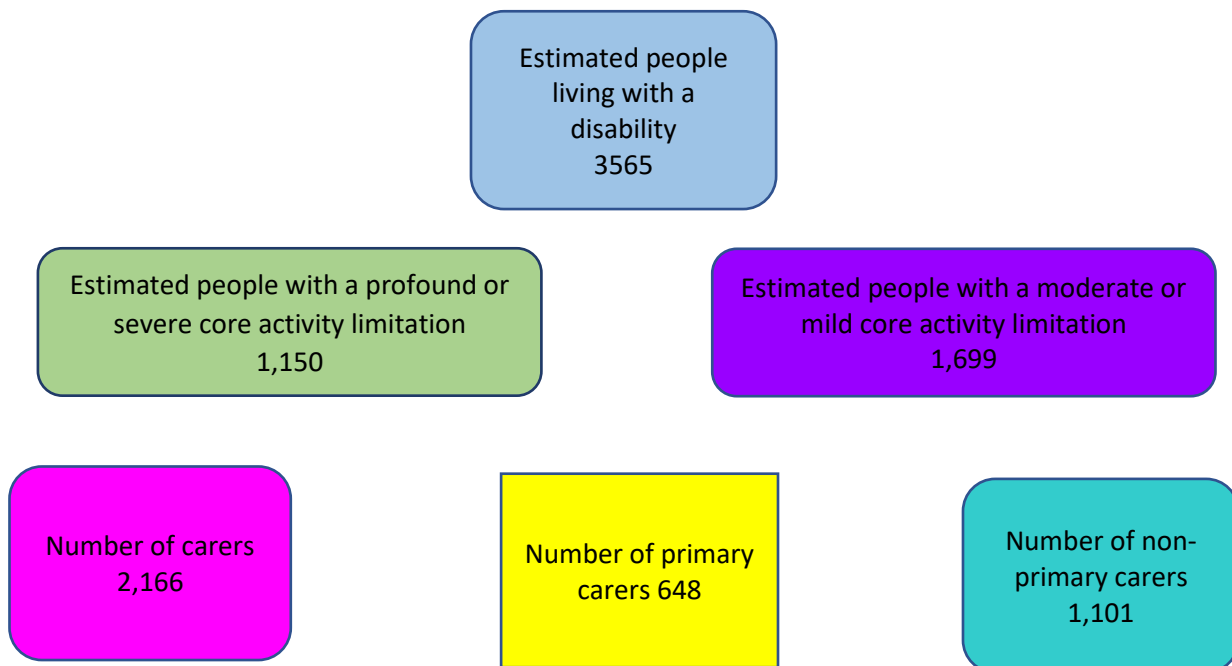 Estimated people
living with a
disability
3565
Estimated people with a profound or
severe core activity limitation
1,150
Estimated people with a moderate or
mild core activity limitation
1,699
Number of carers
2,166
Number of primary
carers 648
Number of non-
primary carers
1,101